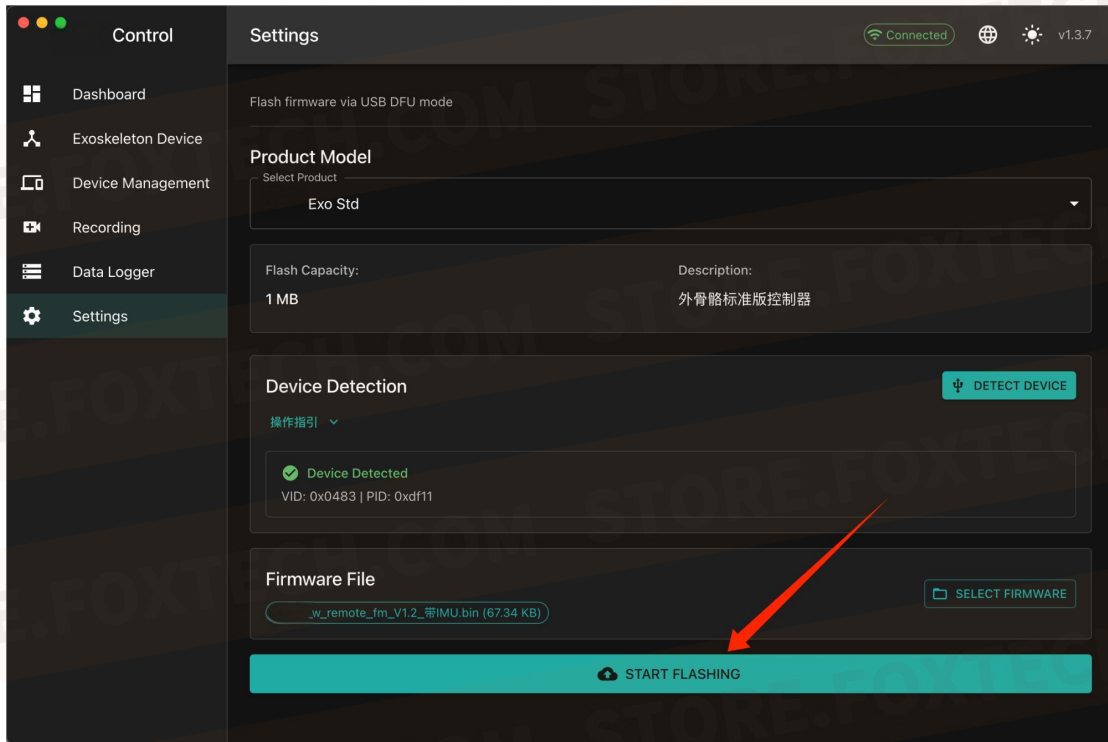 Control
Settings
Connected
v1.3.7
Dashboard
Exoskeleton Device
Device Management
Recording
Data Logger
Settings
Flash firmware via USB DFU mode
Product Model
Select Product
Exo Std
Flash Capacity:
Description:
1 MB
外骨骼标准版控制器
Device Detection
DETECT DEVICE
操作指引
Device Detected
VID: 0x0483 | PID: 0xdf11
Firmware File
_w_remote_fm_V1.2_带IMU.bin (67.34 KB)
SELECT FIRMWARE
START FLASHING
STORE.FOXTECH.COM